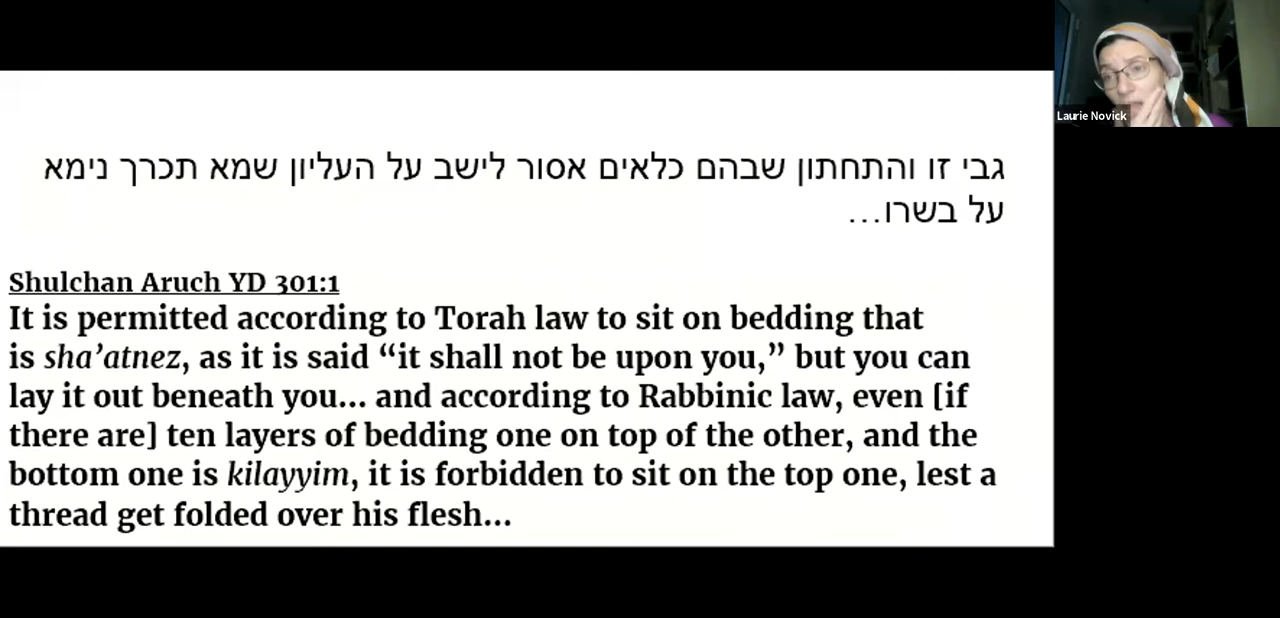 גבי זו והתחתון שבהם כלאים אסור לישב על העליון שמא תכרך נימא
על בשרו...
Shulchan Aruch YD 301:1
It is permitted according to Torah law to sit on bedding that
is sha’atnez, as it is said “it shall not be upon you,” but you can
lay it out beneath you... and according to Rabbinic law, even [if
there are] ten layers of bedding one on top of the other, and the
bottom one is kilayyim, it is forbidden to sit on the top one, lest a
thread get folded over his flesh...
Laurie Novick